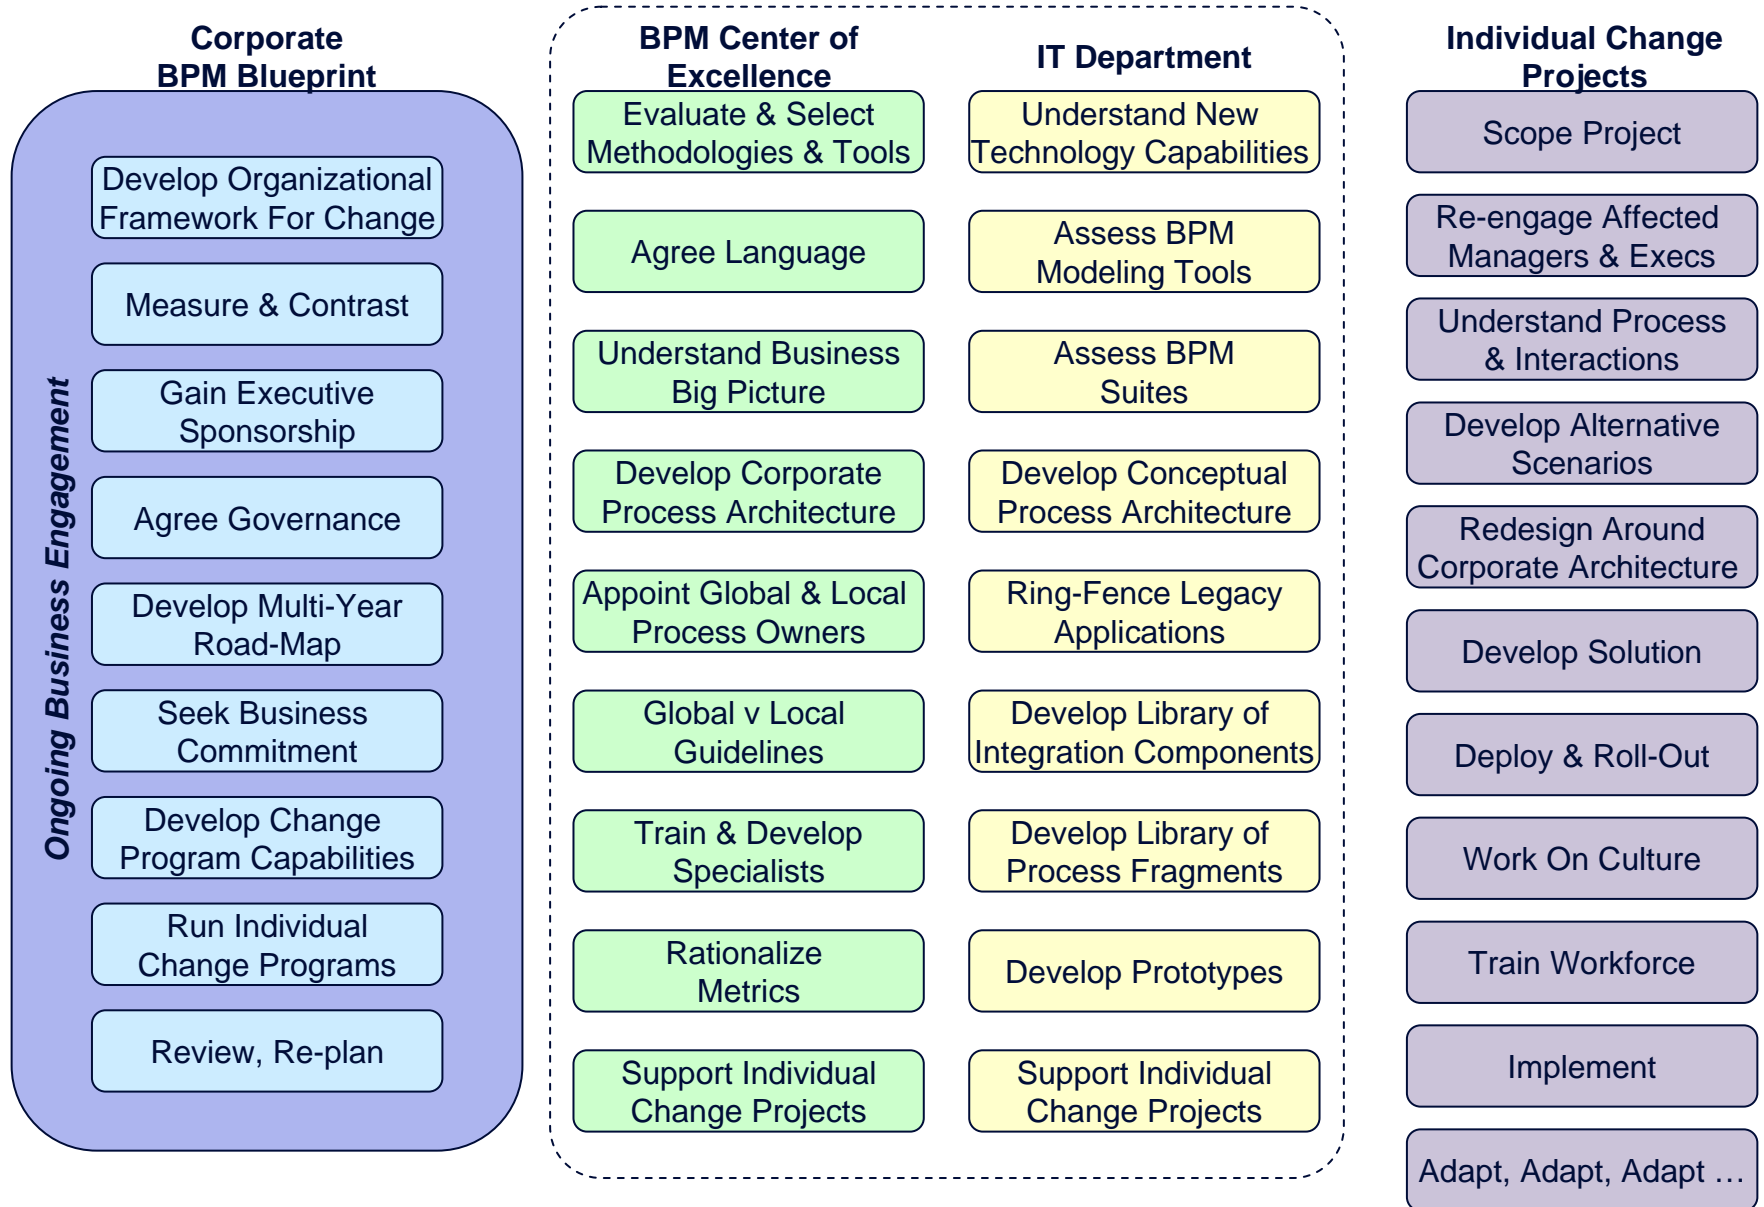 Corporate
BPM Blueprint
Ongoing Business Engagement
Develop Organizational
Framework For Change
Measure & Contrast
Gain Executive
Sponsorship
Agree Governance
Develop Multi-Year
Road-Map
Seek Business
Commitment
Develop Change
Program Capabilities
Run Individual
Change Programs
Review, Re-plan
BPM Center of
Excellence
Evaluate & Select
Methodologies & Tools
Agree Language
Understand Business
Big Picture
Develop Corporate
Process Architecture
Appoint Global & Local
Process Owners
Global v Local
Guidelines
Train & Develop
Specialists
Rationalize
Metrics
Support Individual
Change Projects
IT Department
Understand New
Technology Capabilities
Assess BPM
Modeling Tools
Assess BPM
Suites
Develop Conceptual
Process Architecture
Ring-Fence Legacy
Applications
Develop Library of
Integration Components
Develop Library of
Process Fragments
Develop Prototypes
Support Individual
Change Projects
Individual Change
Projects
Scope Project
Re-engage Affected
Managers & Execs
Understand Process
& Interactions
Develop Alternative
Scenarios
Redesign Around
Corporate Architecture
Develop Solution
Deploy & Roll-Out
Work On Culture
Train Workforce
Implement
Adapt, Adapt, Adapt …